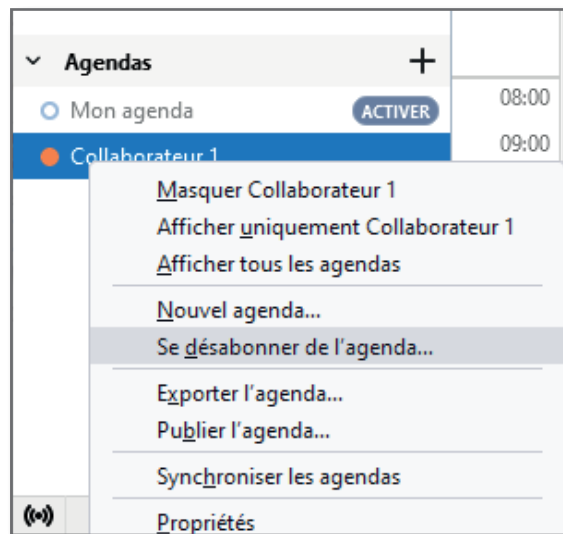 Agendas
Mon agenda ACTIVER 08:00
Collaborateur 1 09:00
Masquer Collaborateur 1
Afficher uniquement Collaborateur 1
Afficher tous les agendas
Nouvel agenda...
Se désabonner de l'agenda...
Exporter l'agenda...
Publier l'agenda...
Synchroniser les agendas
Propriétés